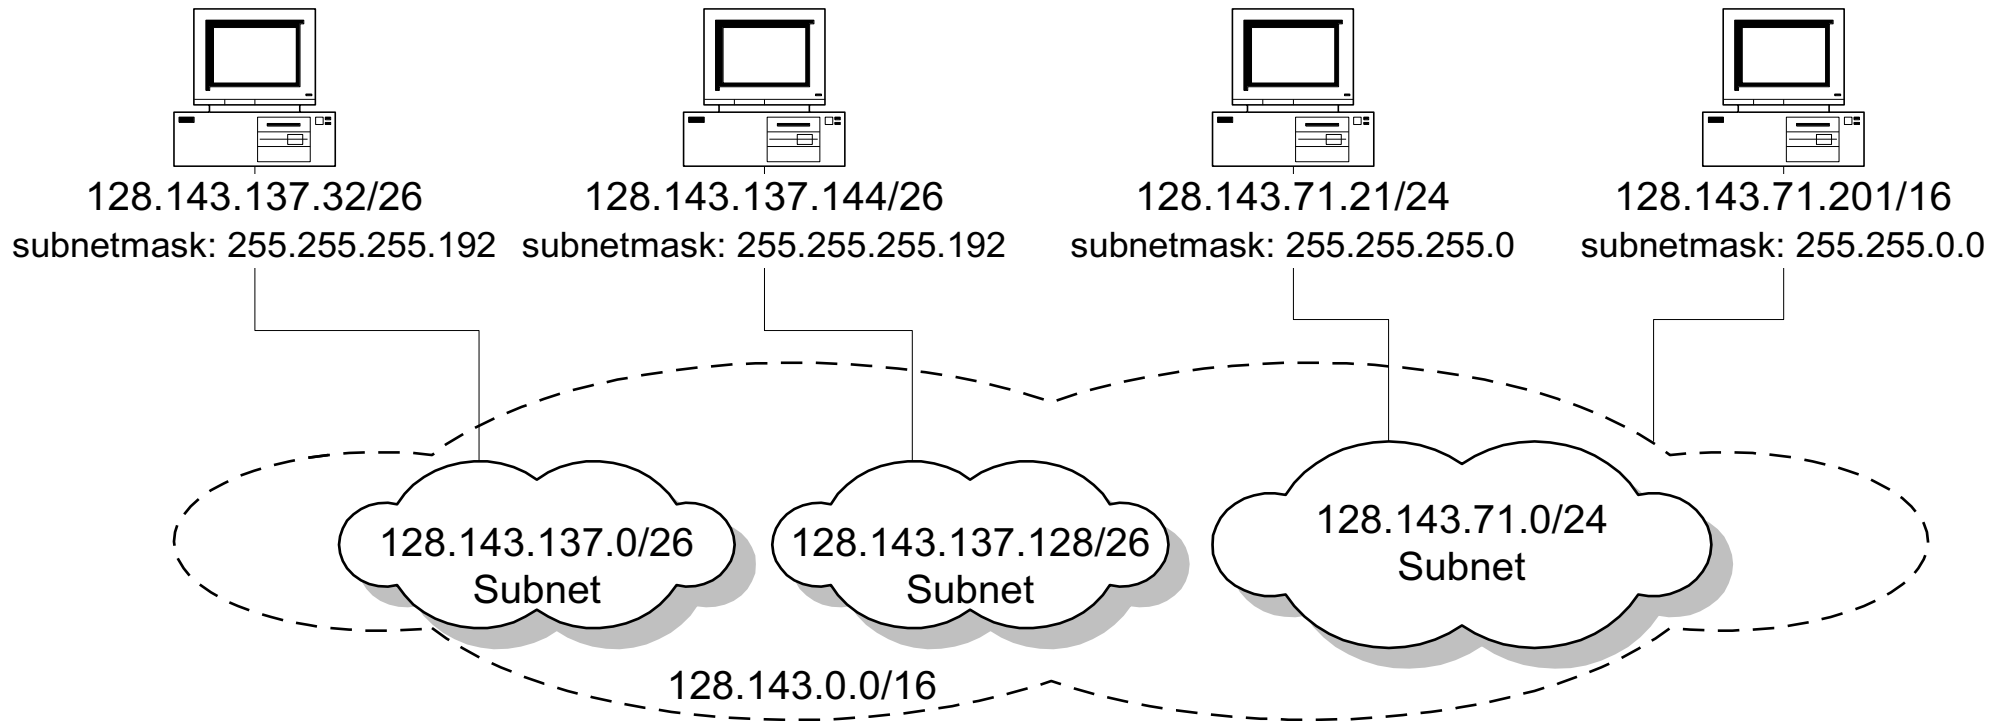 128.143.137.32/26
subnetmask: 255.255.255.192
128.143.137.144/26
subnetmask: 255.255.255.192
128.143.71.21/24
subnetmask: 255.255.255.0
128.143.71.201/16
subnetmask: 255.255.0.0
128.143.137.0/26
Subnet
128.143.137.128/26
Subnet
128.143.71.0/24
Subnet
128.143.0.0/16